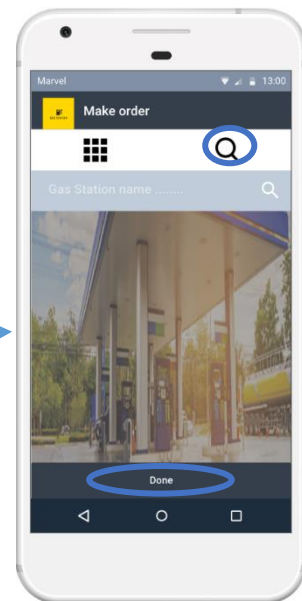 Marvel 13:00
Make order
Gas Station name ........
Done